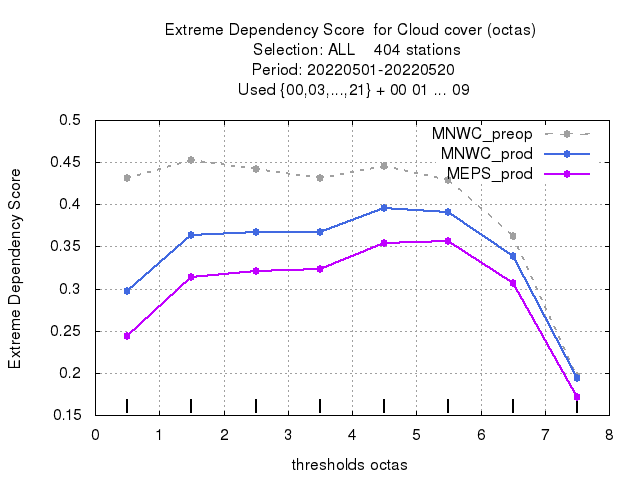 Extreme Dependency Score  for Cloud cover (octas)
Selection: ALL    404 stations
Period: 20220501-20220520
Used {00,03,...,21} + 00 01 ... 09
MNWC_preop
MNWC_prod
MEPS_prod
Extreme Dependency Score
0.5
0.45
0.4
0.35
0.3
0.25
0.2
0.15
0 1 2 3 4 5 6 7 8
thresholds octas